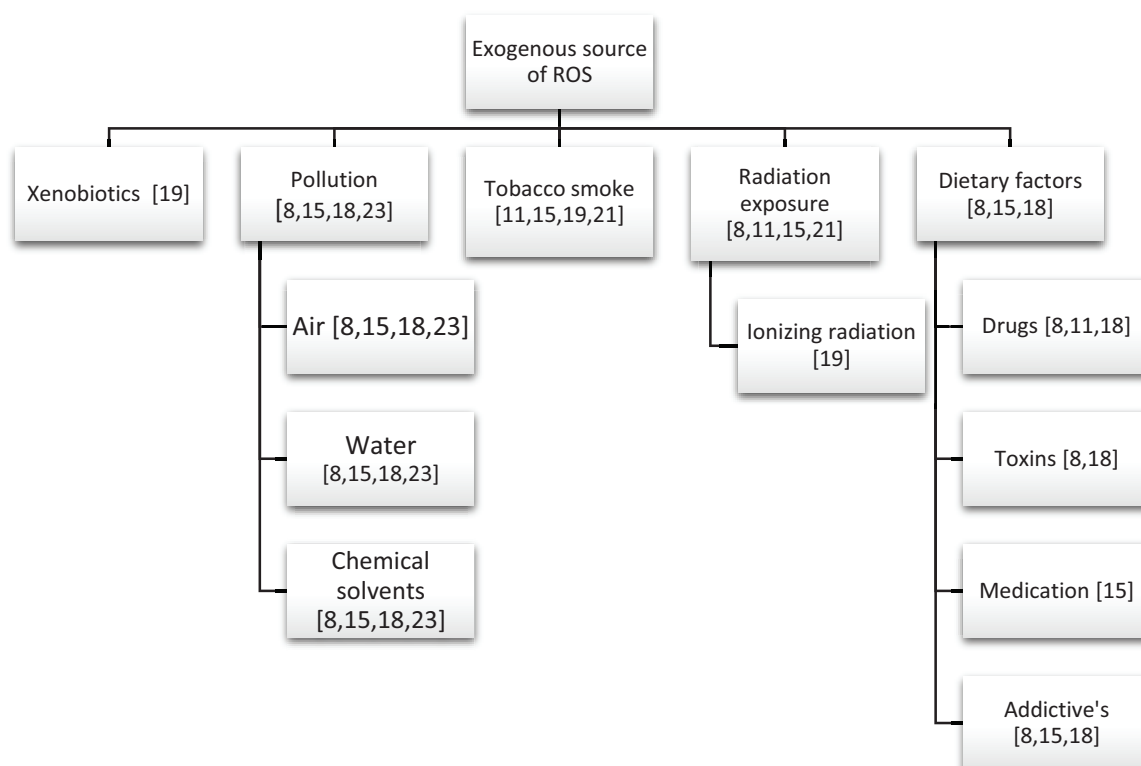 Exogenous source
of ROS
Xenobiotics [19]
Pollution
[8,15,18,23]
Tobacco smoke
[11,15,19,21]
Radiation
exposure
[8,11,15,21]
Dietary factors
[8,15,18]
Air [8,15,18,23]
Water
[8,15,18,23]
Chemical
solvents
[8,15,18,23]
Ionizing radiation
[19]
Drugs [8,11,18]
Toxins [8,18]
Medication [15]
Addictive's
[8,15,18]